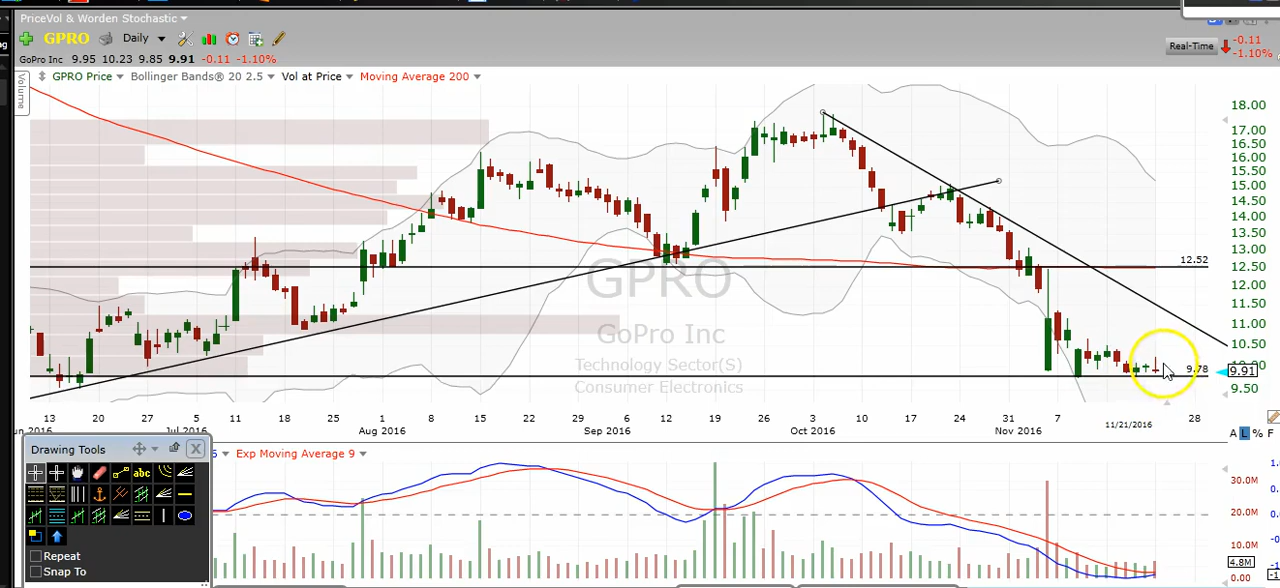 PriceVol & Worden Stochastic
GPRO Daily
GoPro Inc 9.95 10.23 9.85 9.91 -0.11 -1.10%
Real-Time -0.11
-1.10%
GPRO Price Bollinger Bands® 20 2.5 Vol at Price Moving Average 200
Volume
18.00
17.00
16.50
16.00
15.50
15.00
14.50
14.00
13.50
13.00
12.50
12.00
11.50
11.00
10.50
9.91
9.50
12.52
9.78
GPRO
GoPro Inc
Technology Sector(S)
Consumer Electronics
13 20 27 5 11 18 25 1 8 15 22 29 6 12 19 26 3 10 17 24 31 7 11/21/2016 28
2016 Jul 2016 Aug 2016 Sep 2016 Oct 2016 Nov 2016
A L % F
Drawing Tools
abc
Repeat
Snap To
Exp Moving Average 9
30.0M
20.0M
10.0M
4.8M
0.00